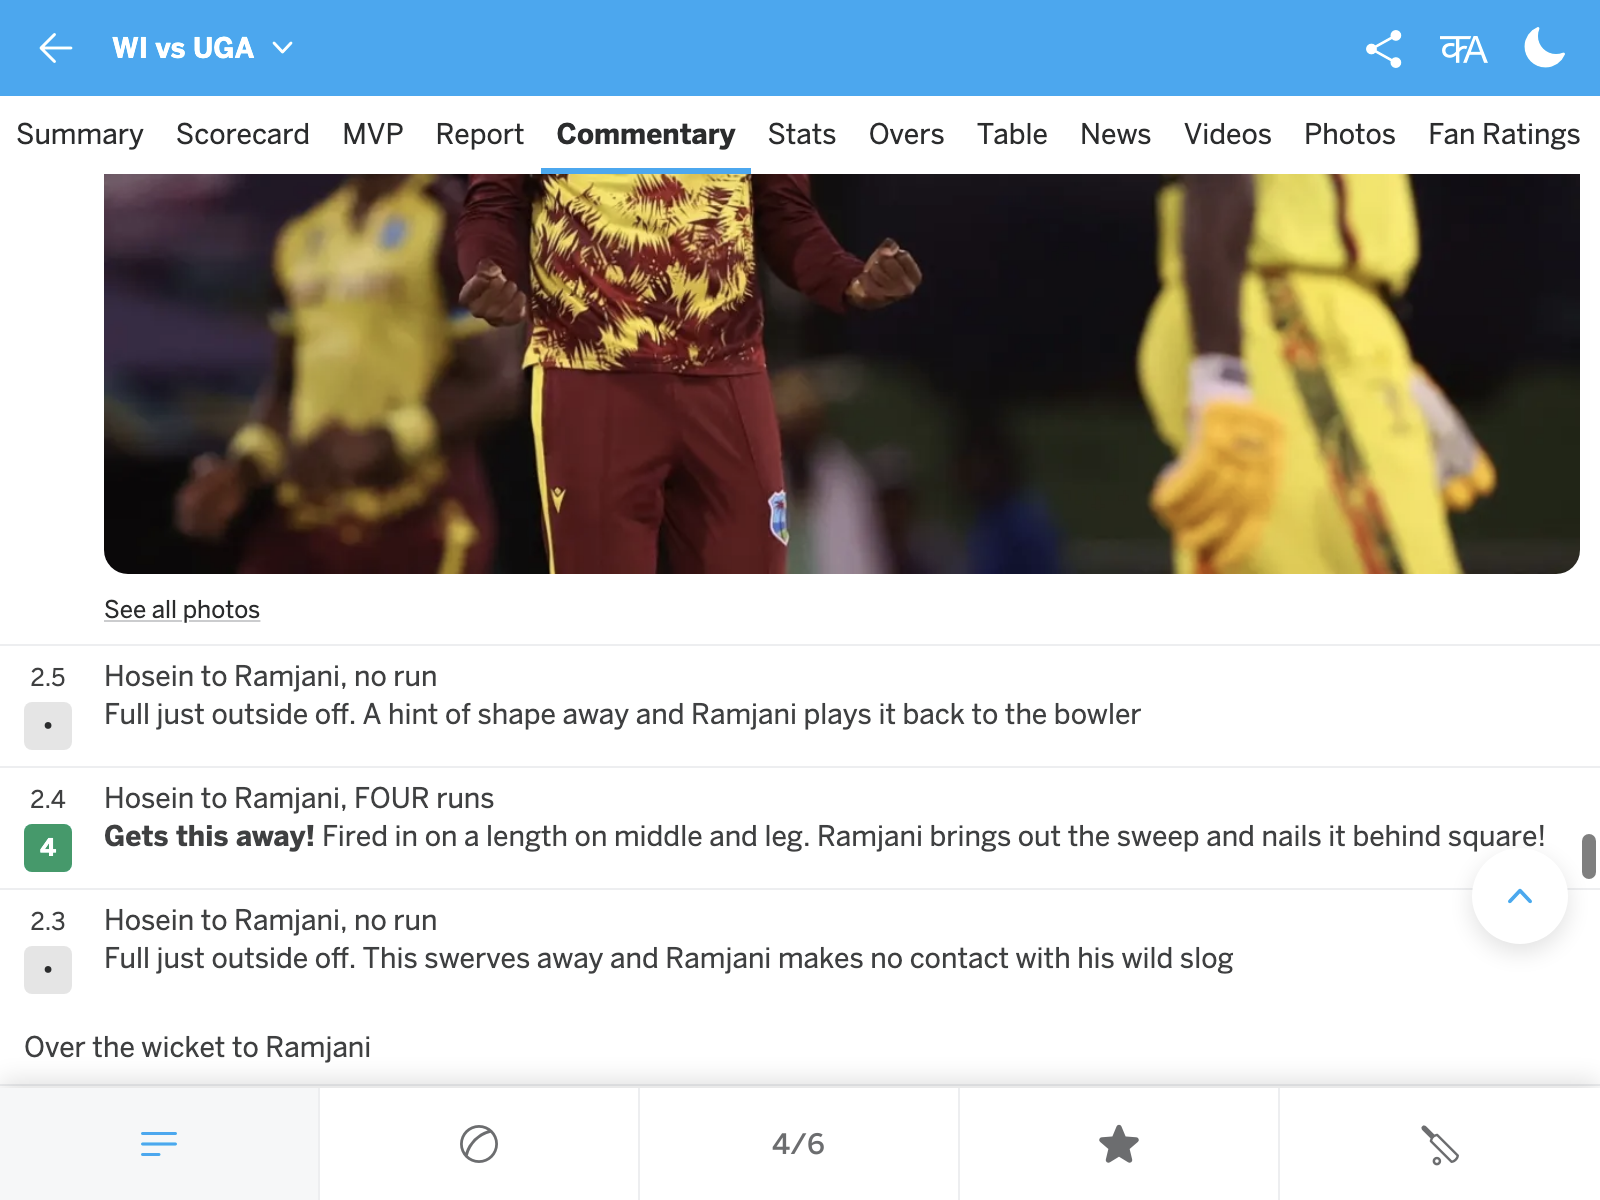 WI vs UGA
क A
Summary Scorecard MVP Report Commentary Stats Overs Table News Videos Photos Fan Ratings
See all photos
2.5 Hosein to Ramjani, no run
• Full just outside off. A hint of shape away and Ramjani plays it back to the bowler
2.4 Hosein to Ramjani, FOUR runs
4 Gets this away! Fired in on a length on middle and leg. Ramjani brings out the sweep and nails it behind square!
2.3 Hosein to Ramjani, no run
• Full just outside off. This swerves away and Ramjani makes no contact with his wild slog
Over the wicket to Ramjani
4/6